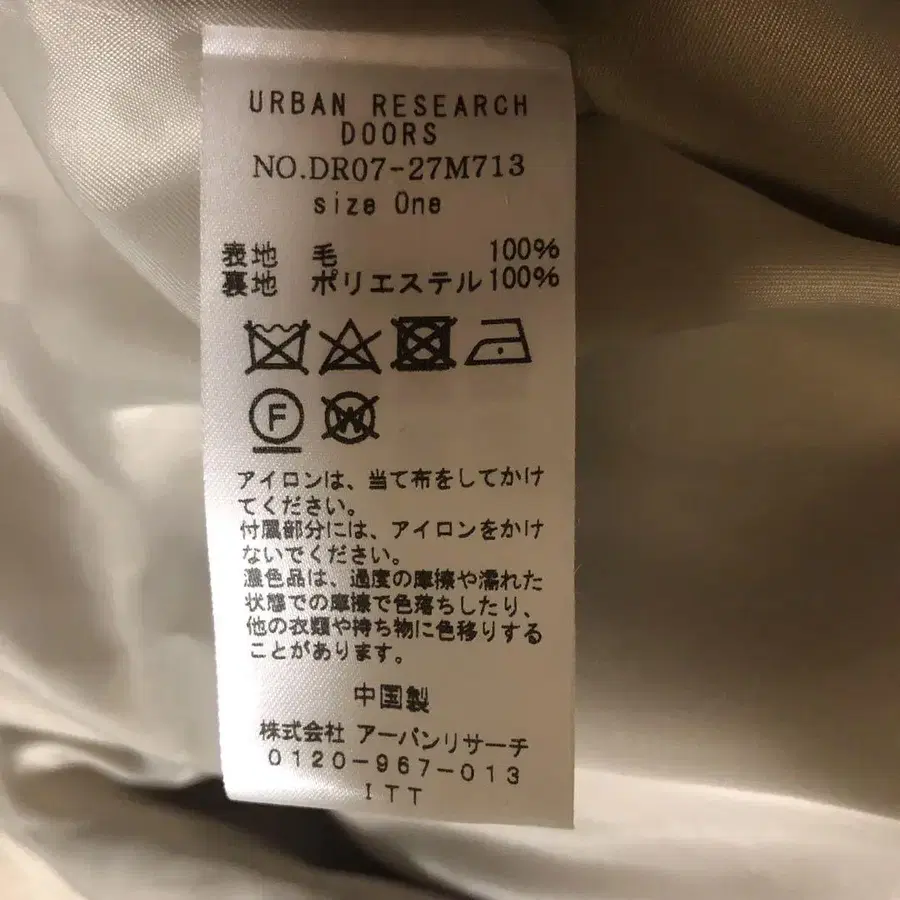 URBAN RESEARCH
DOORS
NO.DR07-27M713
size One
表地 毛 100%
裏地 ポリエステル 100%
F
W
アイロンは、当て布をしてかけ
てください。
付属部分には、アイロンをかけ
ないでください。
濃色品は、過度の摩擦や濡れた
状態での摩擦で色落ちしたり、
他の衣類や持ち物に色移りする
ことがあります。
中国製
株式会社 アーバンリサーチ
0120-967-013
ITT